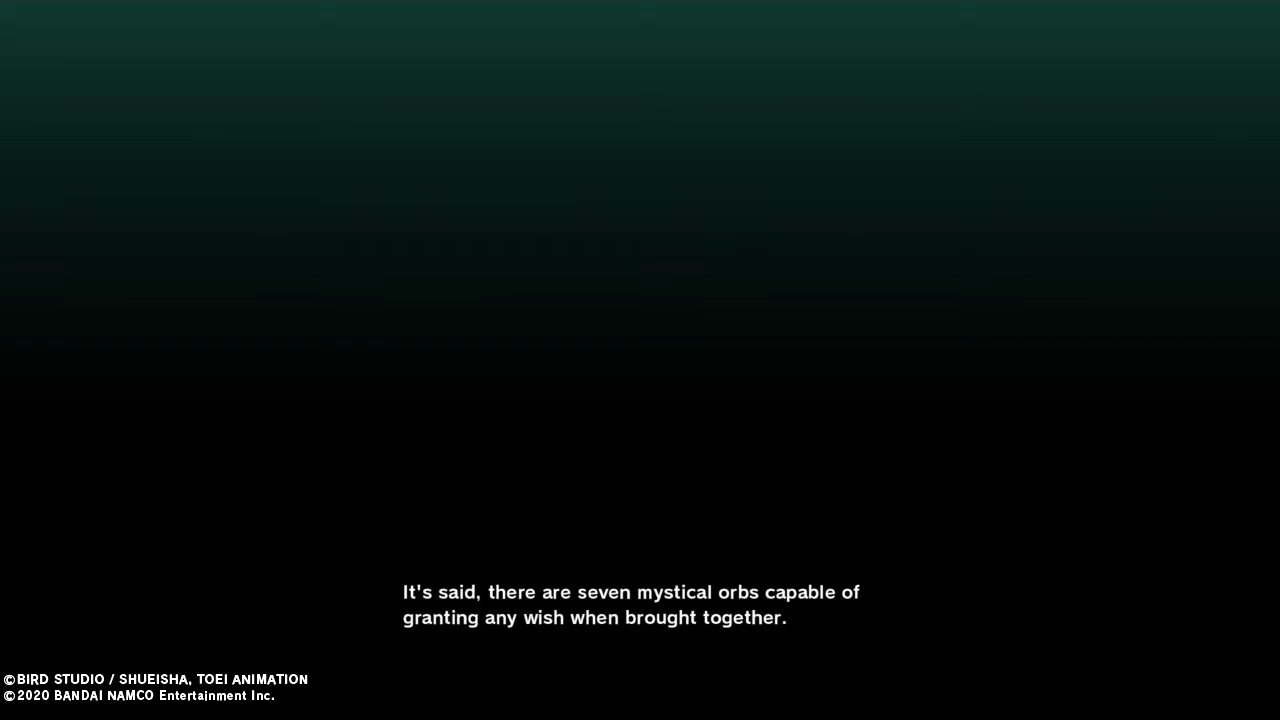 It's said, there are seven mystical orbs capable of
granting any wish when brought together.
©BIRD STUDIO / SHUEISHA, TOEI ANIMATION
©2020 BANDAI NAMCO Entertainment Inc.